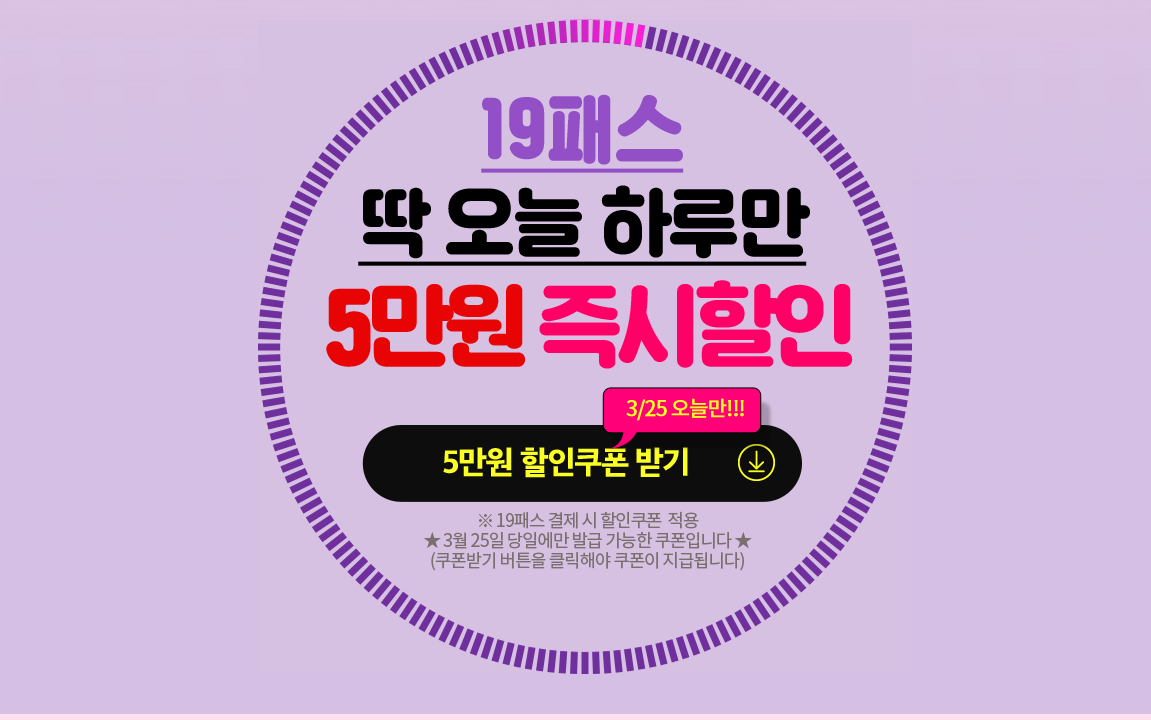 19패스
딱 오늘 하루만
5만원 즉시할인
3/25 오늘만!!!
5만원 할인쿠폰 받기
※ 19패스 결제 시 할인쿠폰 적용
★ 3월 25일 당일에만 발급 가능한 쿠폰입니다 ★
(쿠폰받기 버튼을 클릭해야 쿠폰이 지급됩니다)